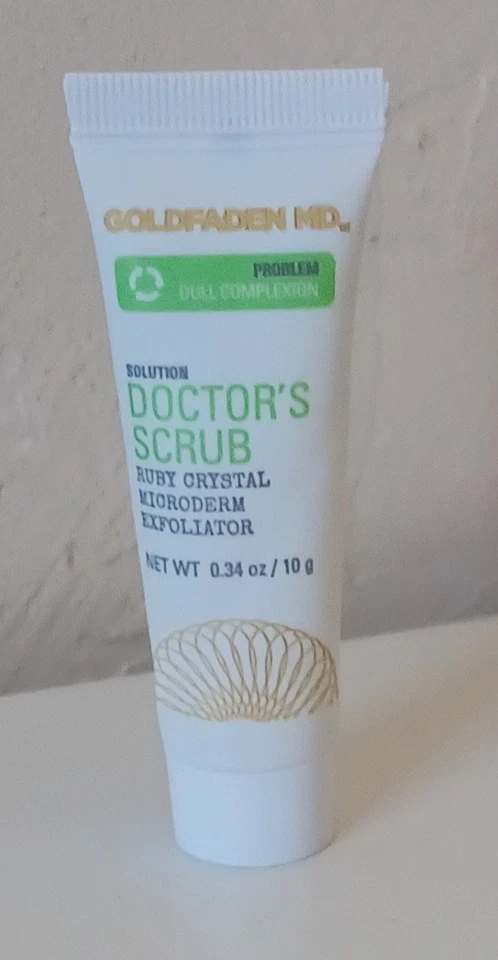 GOLDFADEN MD.
PROBLEM
DULL COMPLEXION
SOLUTION
DOCTOR'S
SCRUB
RUBY CRYSTAL
MICRODERM
EXFOLIATOR
NET WT 0.34 oz / 10 g